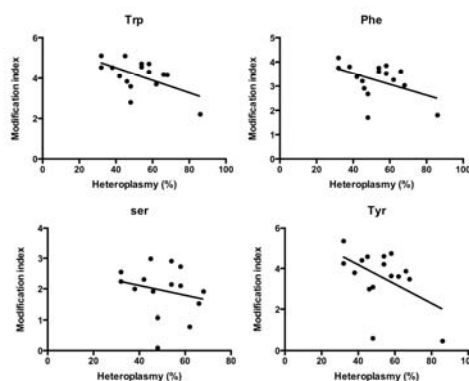 Trp
Modification index
6
4
2
0
0 20 40 60 80 100
Heteroplasmy (%)
Phe
Modification index
5
4
3
2
1
0
0 20 40 60 80 100
Heteroplasmy (%)
ser
Modification index
4
3
2
1
0
0 20 40 60 80
Heteroplasmy (%)
Tyr
Modification index
6
4
2
0
0 20 40 60 80 100
Heteroplasmy (%)